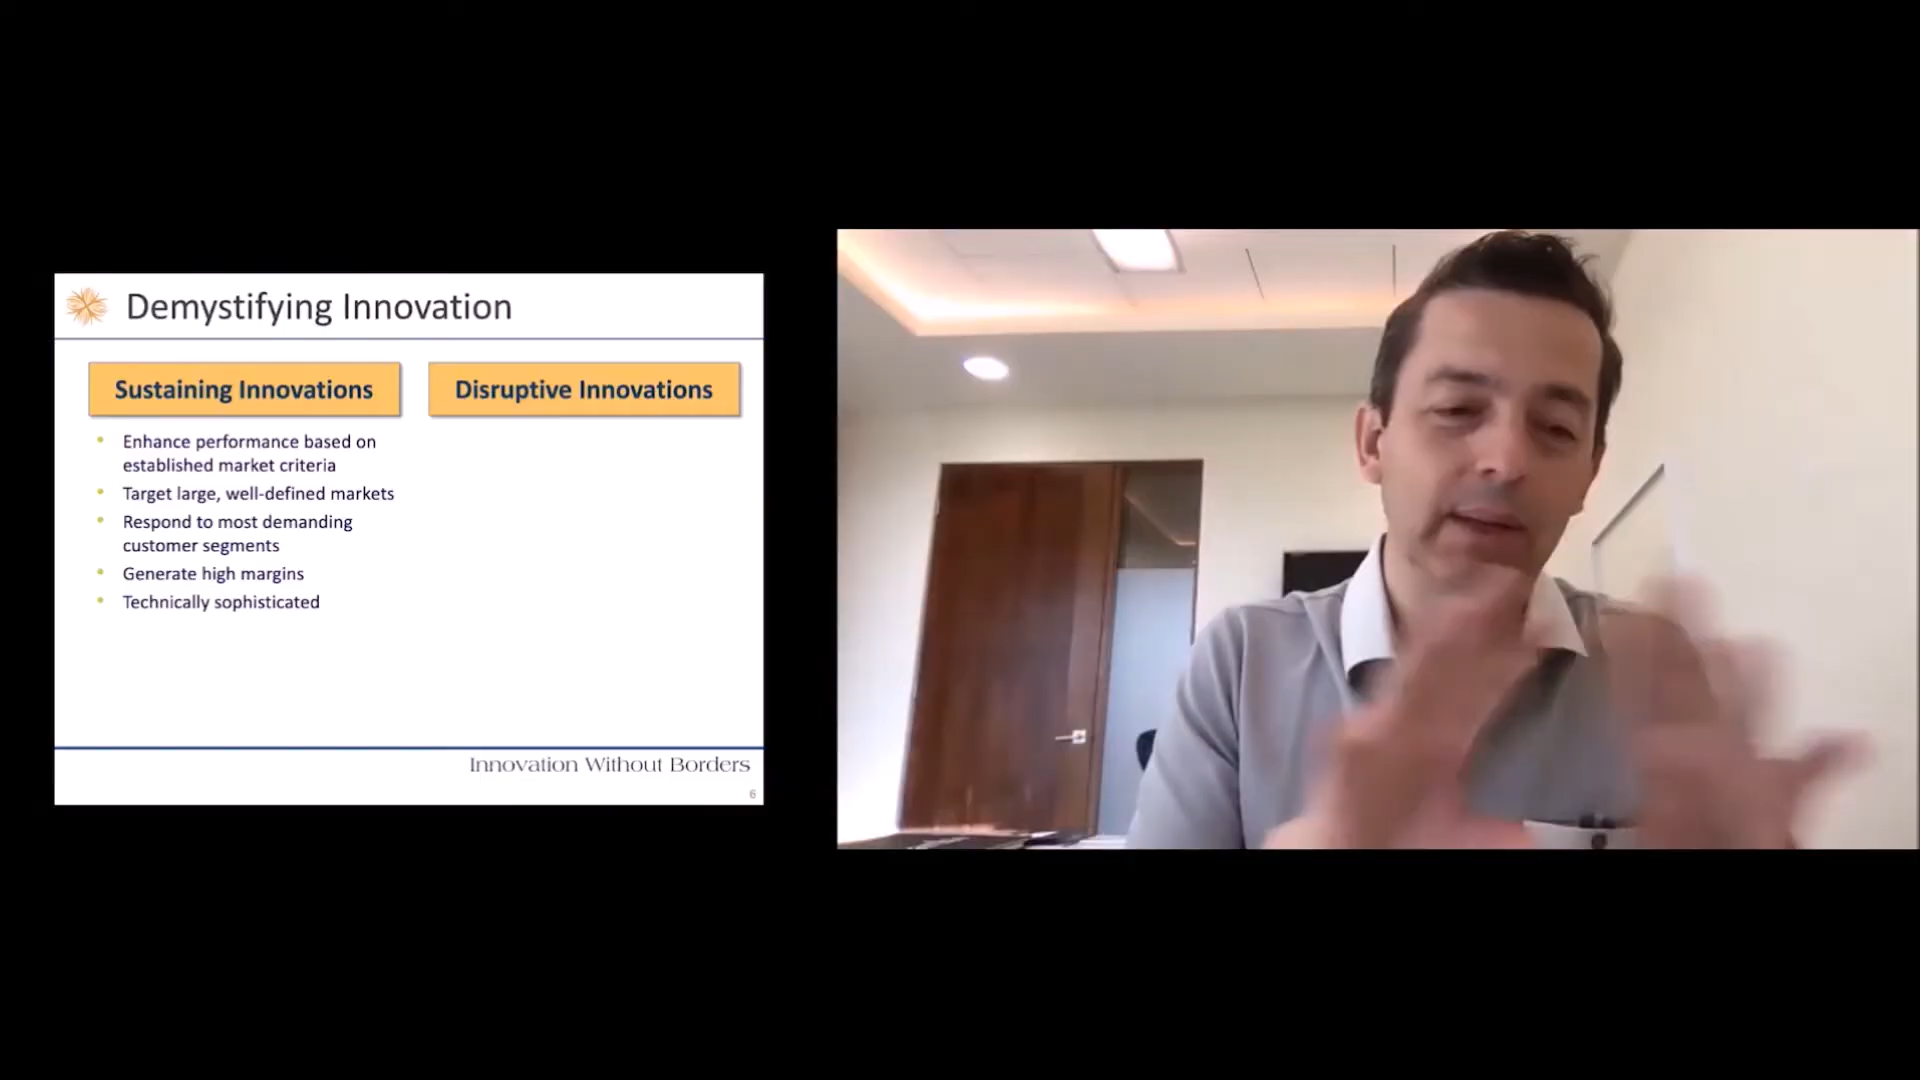 Demystifying Innovation
Sustaining Innovations
Enhance performance based on
established market criteria
Target large, well-defined markets
Respond to most demanding
customer segments
Generate high margins
Technically sophisticated
Disruptive Innovations
Innovation Without Borders
6